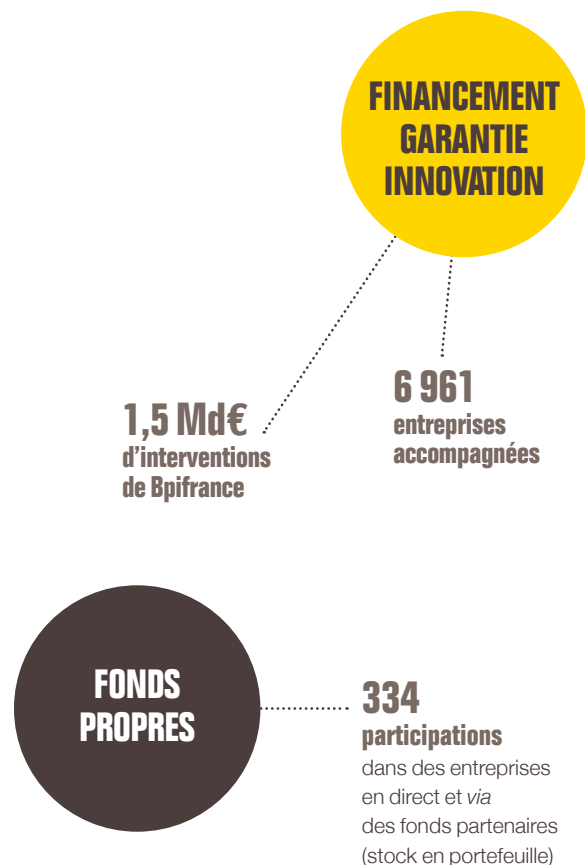 FINANCEMENT
GARANTIE
INNOVATION
1,5 Md€
d'interventions
de Bpifrance
6 961
entreprises
accompagnées
FONDS
PROPRES
334
participations
dans des entreprises
en direct et via
des fonds partenaires
(stock en portefeuille)